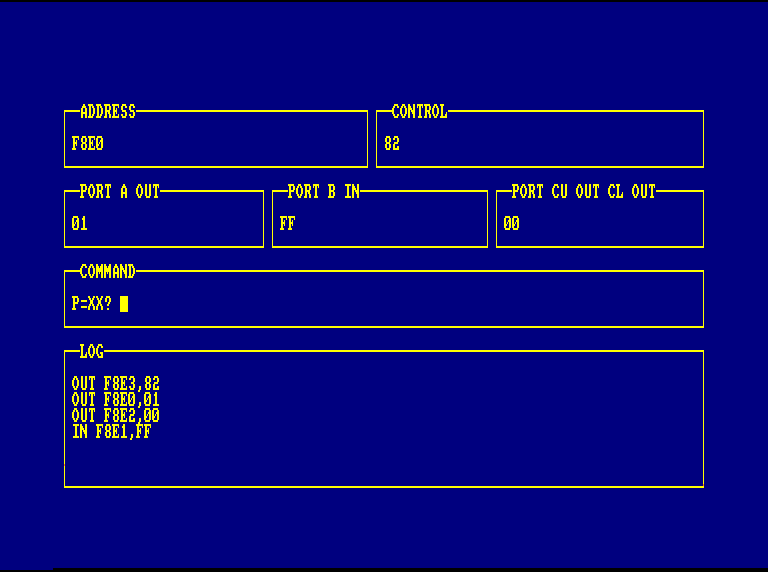 ADDRESS
CONTROL
F8E0
82
PORT A OUT
PORT B IN
PORT CU OUT CL OUT
01
FF
00
COMMAND
P=XX?
LOG
OUT F8E3,82
OUT F8E0,01
OUT F8E2,00
IN F8E1,FF